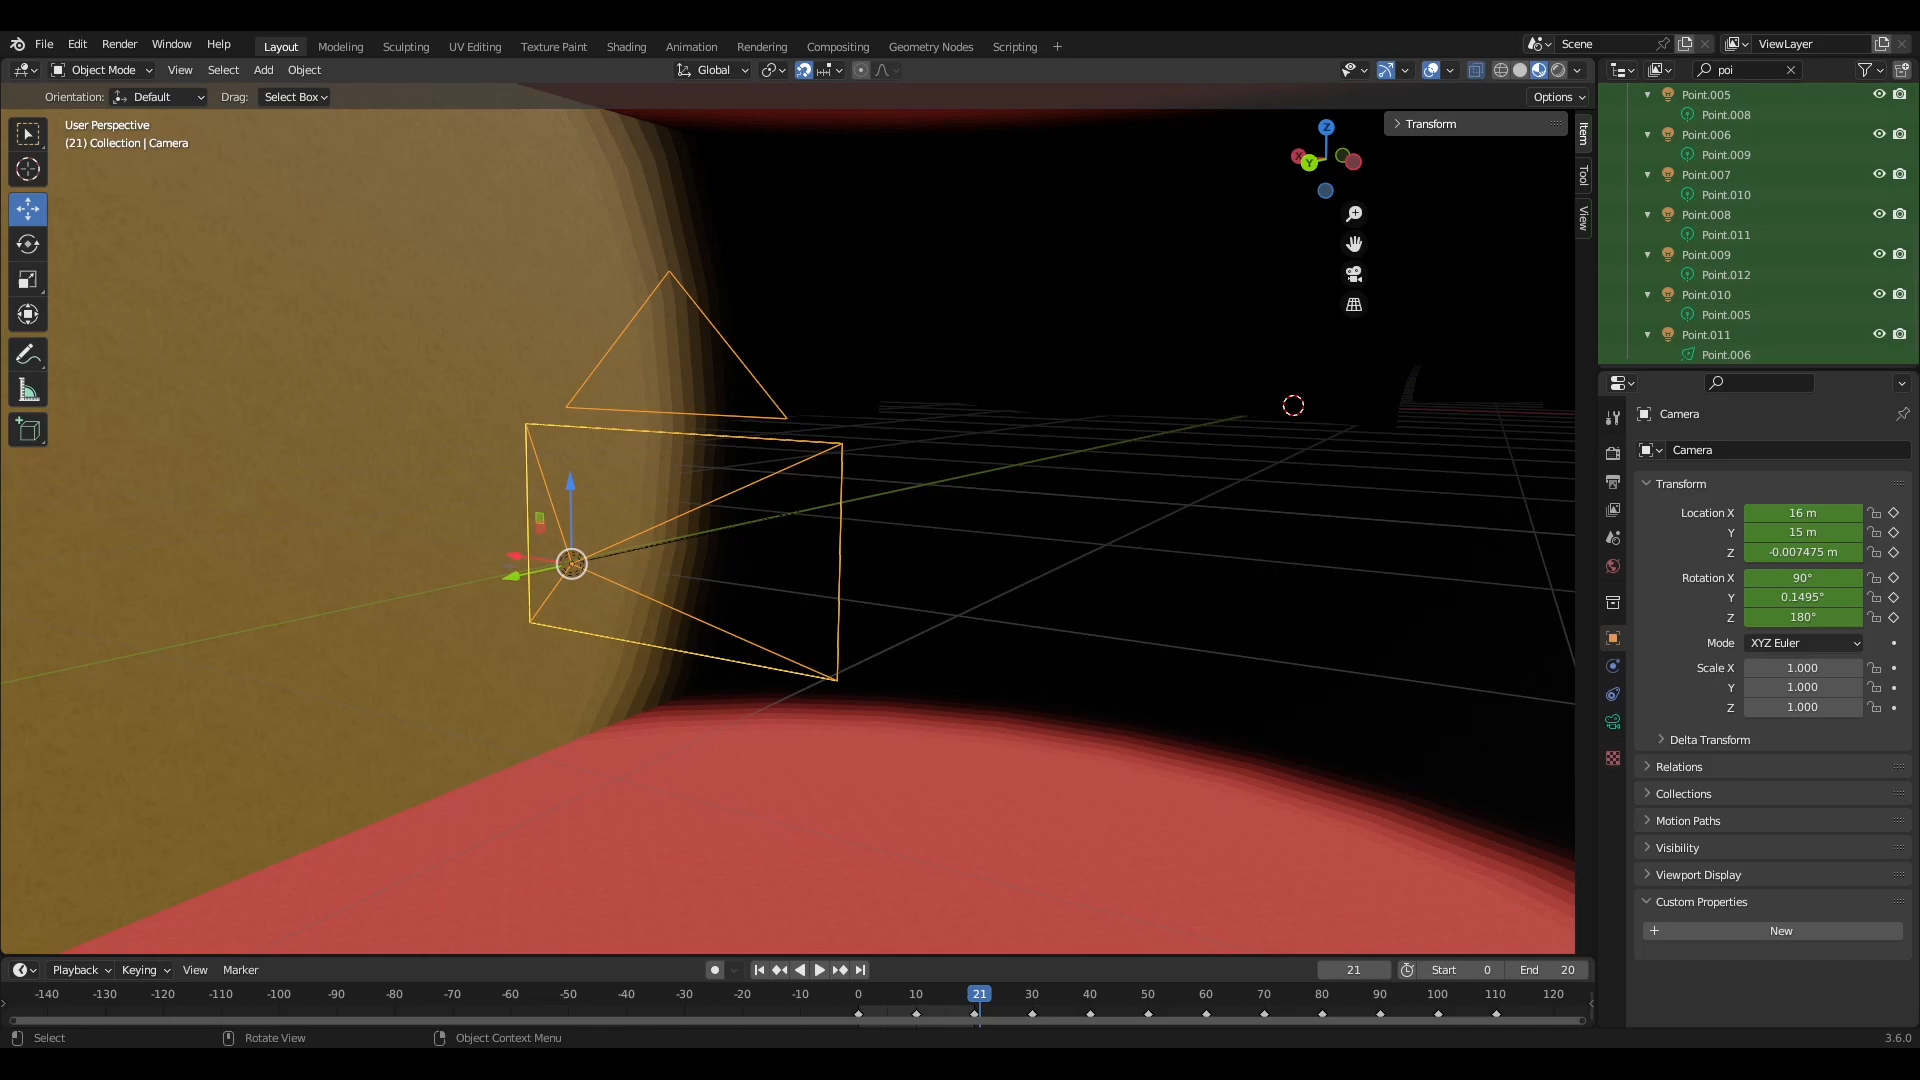 File Edit Render Window Help Layout Modeling Sculpting UV Editing Texture Paint Shading Animation Rendering Compositing Geometry Nodes Scripting + Scene ViewLayer
Object Mode View Select Add Object Global poi
Orientation: Default Drag: Select Box Options
User Perspective
(21) Collection | Camera
Transform
Item
Tool
View
Z
X
Y
Point.005
Point.008
Point.006
Point.009
Point.007
Point.010
Point.008
Point.011
Point.009
Point.012
Point.010
Point.005
Point.011
Point.006
Camera
Camera
Transform
Location X 16 m
Y 15 m
Z -0.007475 m
Rotation X 90°
Y 0.1495°
Z 180°
Mode XYZ Euler
Scale X 1.000
Y 1.000
Z 1.000
Delta Transform
Relations
Collections
Motion Paths
Visibility
Viewport Display
Custom Properties
+ New
Playback Keying View Marker 21 Start 0 End 20
-140 -130 -120 -110 -100 -90 -80 -70 -60 -50 -40 -30 -20 -10 0 10 21 30 40 50 60 70 80 90 100 110 120
Select Rotate View Object Context Menu 3.6.0